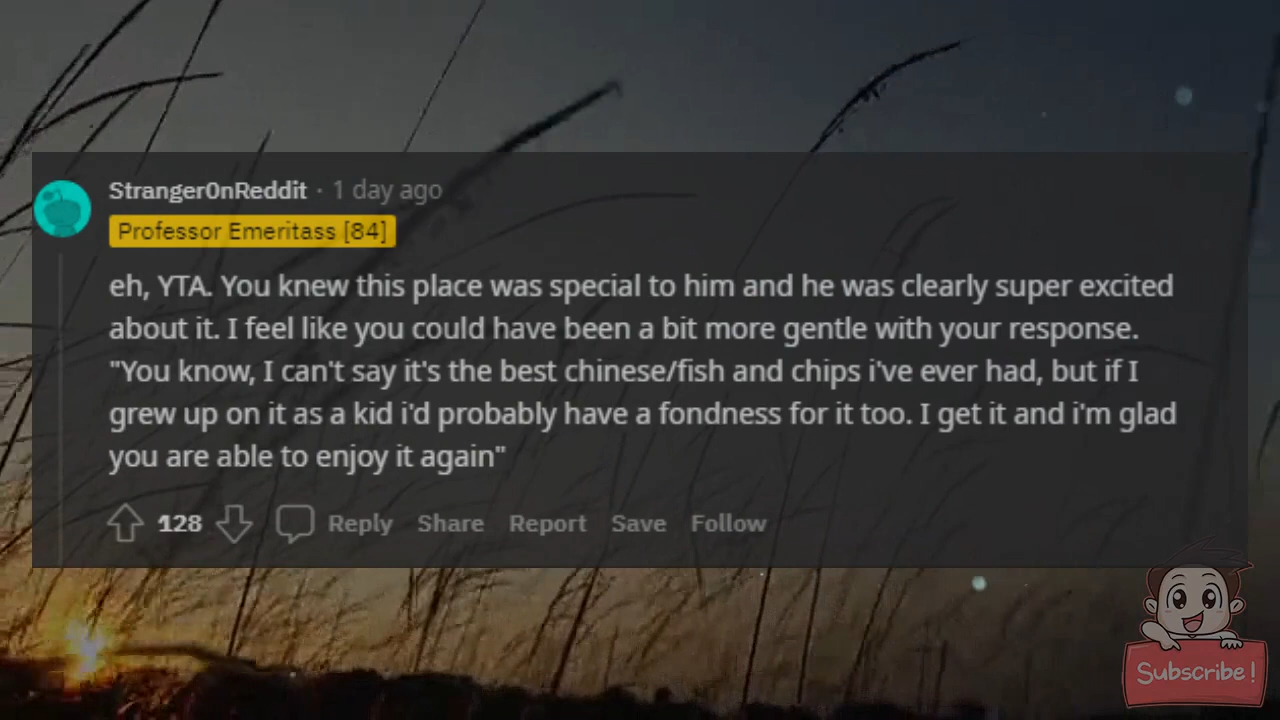 Stranger0nReddit · 1 day ago
Professor Emeritass [84]
eh, YTA. You knew this place was special to him and he was clearly super excited
about it. I feel like you could have been a bit more gentle with your response.
"You know, I can't say it's the best chinese/fish and chips i've ever had, but if I
grew up on it as a kid i'd probably have a fondness for it too. I get it and i'm glad
you are able to enjoy it again"
128 Reply Share Report Save Follow
Subscribe!